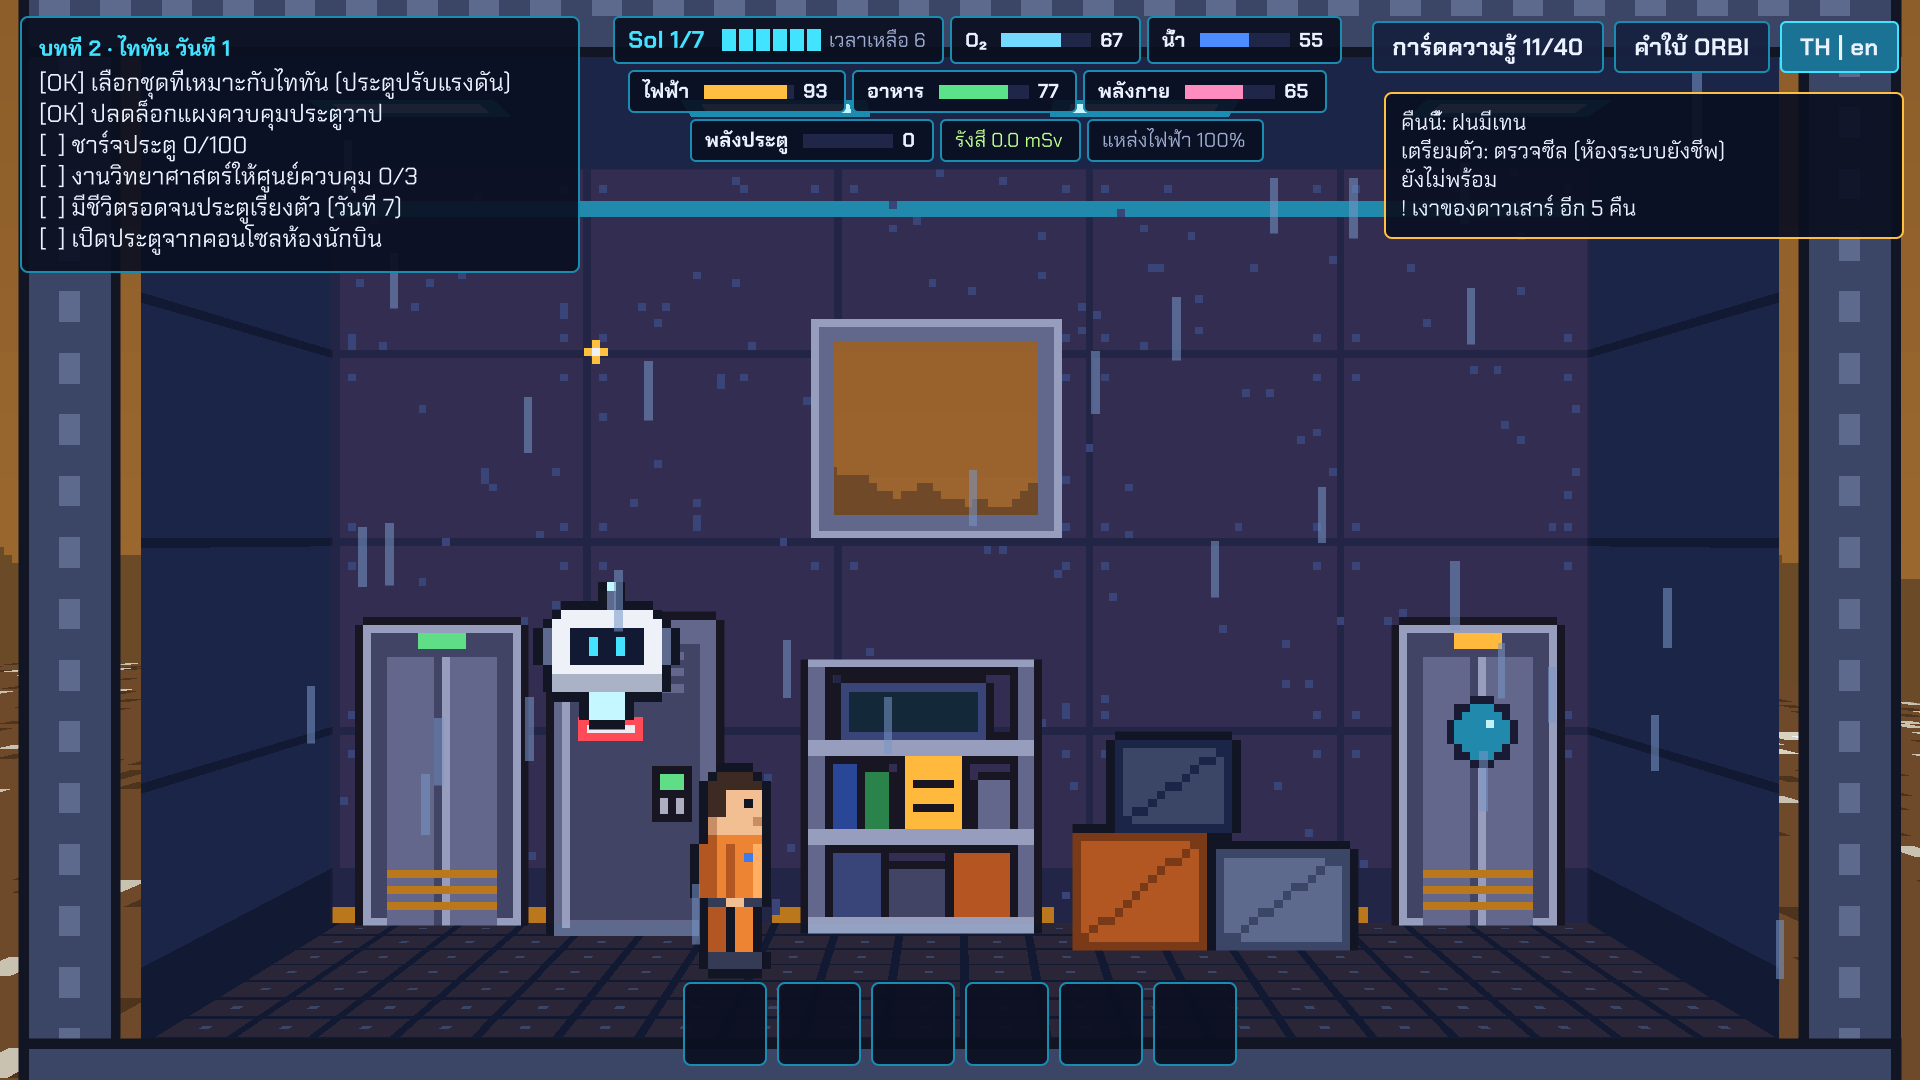 บทที่ 2 · ไททัน วันที่ 1
[OK] เลือกชุดที่เหมาะกับไททัน (ประตูปรับแรงดัน)
[OK] ปลดล็อกแผงควบคุมประตูวาป
[ ] ชาร์จประตู 0/100
[ ] งานวิทยาศาสตร์ให้ศูนย์ควบคุม 0/3
[ ] มีชีวิตรอดจนประตูเรียงตัว (วันที่ 7)
[ ] เปิดประตูจากคอนโซลห้องนักบิน
Sol 1/7 เวลาเหลือ 6
O₂ 67
น้ำ 55
ไฟฟ้า 93
อาหาร 77
พลังกาย 65
พลังประตู 0
รังสี 0.0 mSv
แหล่งไฟฟ้า 100%
การ์ดความรู้ 11/40
คำใบ้ ORBI
TH | en
คืนนี้: ฝนมีเทน
เตรียมตัว: ตรวจซีล (ห้องระบบยังชีพ)
ยังไม่พร้อม
! เงาของดาวเสาร์ อีก 5 คืน